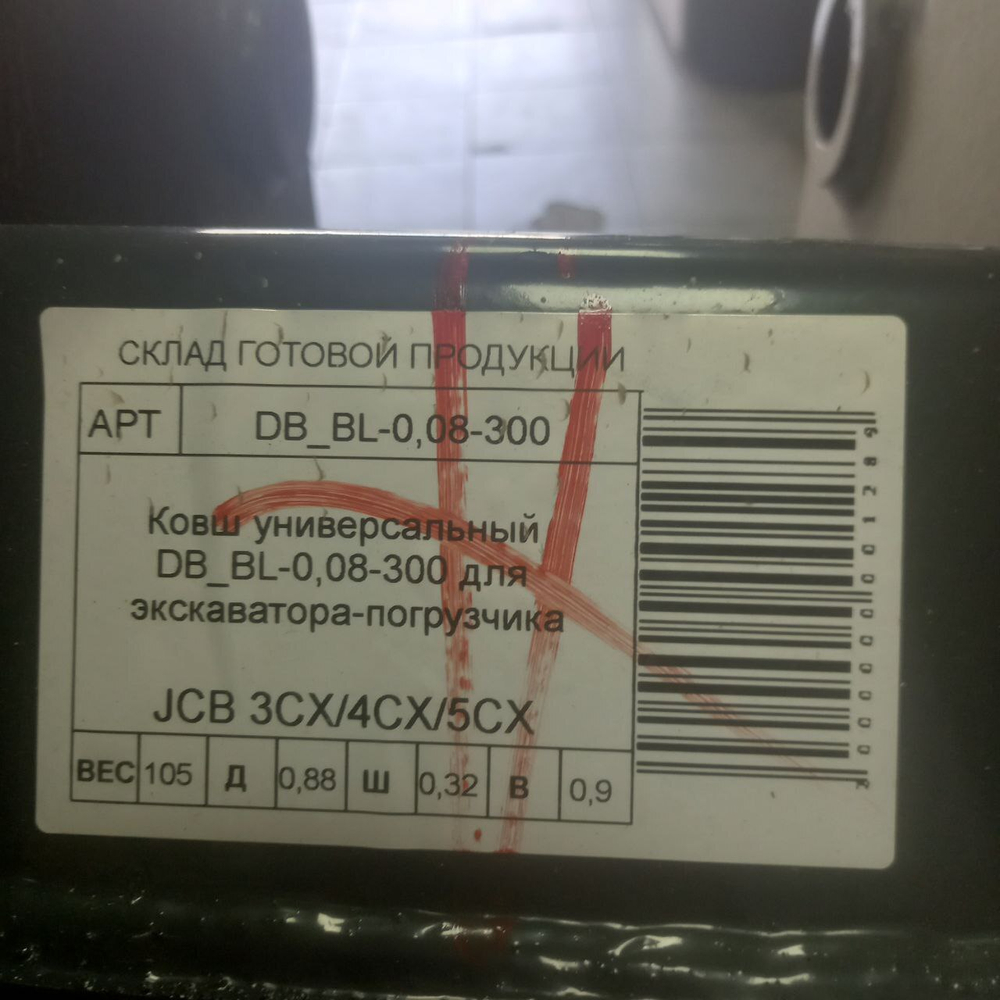 СКЛАД ГОТОВОЙ ПРОДУКЦИИ
АРТ DB_BL-0,08-300
Ковш универсальный
DB_BL-0,08-300 для
экскаватора-погрузчика
JCB 3CX/4CX/5CX
ВЕС 105 Д 0,88 Ш 0,32 В 0,9